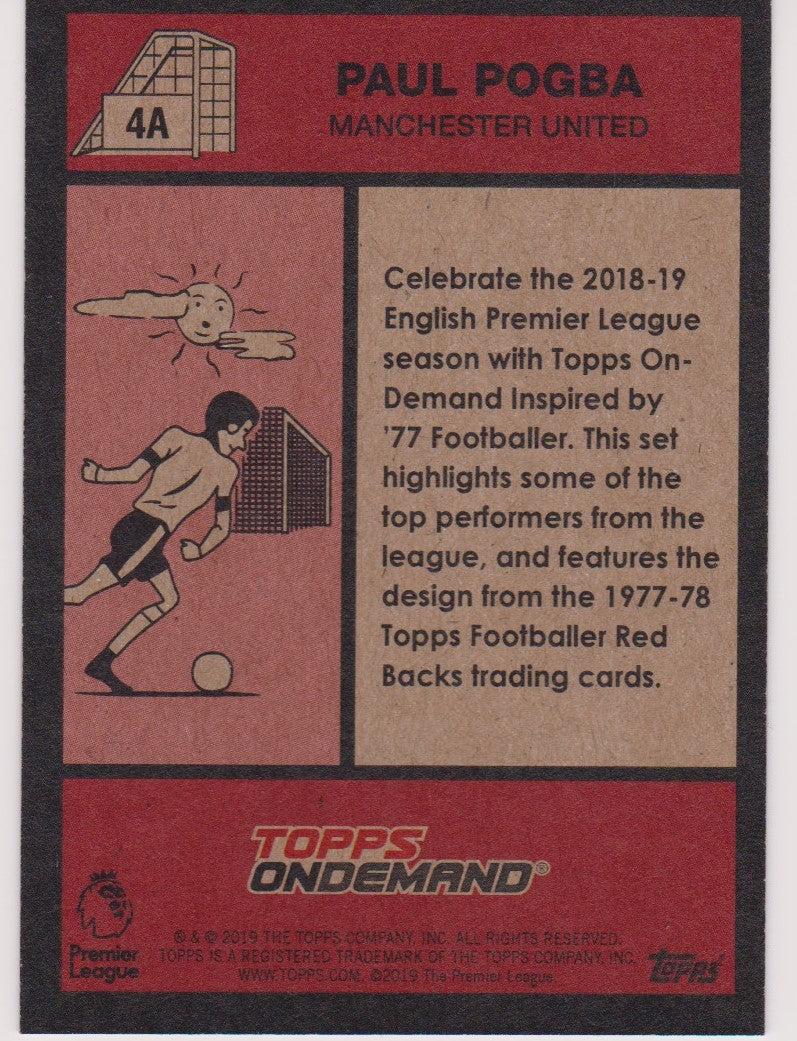 4A
PAUL POGBA
MANCHESTER UNITED
Celebrate the 2018-19
English Premier League
season with Topps On-
Demand Inspired by
’77 Footballer. This set
highlights some of the
top performers from the
league, and features the
design from the 1977-78
Topps Footballer Red
Backs trading cards.
TOPPS
ONDEMAND®
Premier
League
® & © 2019 THE TOPPS COMPANY, INC. ALL RIGHTS RESERVED.
TOPPS IS A REGISTERED TRADEMARK OF THE TOPPS COMPANY, INC.
WWW.TOPPS.COM. ©2019 The Premier League
TOPPS